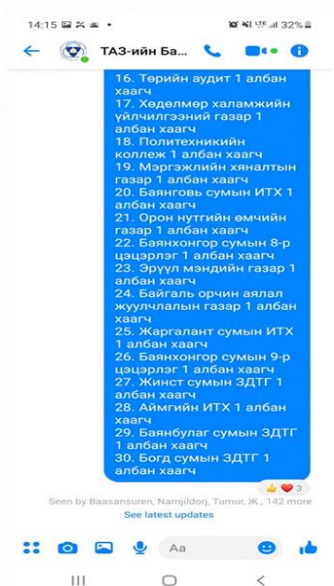 14:15
32%
ТАЗ-ийн Ба...
16. Төрийн аудит 1 албан
хаагч
17. Хөдөлмөр халамжийн
үйлчилгээний газар 1
албан хаагч
18. Политехникийн
коллеж 1 албан хаагч
19. Мэргэжлийн хяналтын
газар 1 албан хаагч
20. Баянговь сумын ИТХ 1
албан хаагч
21. Орон нутгийн өмчийн
газар 1 албан хаагч
22. Баянхонгор сумын 8-р
цэцэрлэг 1 албан хаагч
23. Эрүүл мэндийн газар 1
албан хаагч
24. Байгаль орчин аялал
жуулчлалын газар 1 албан
хаагч
25. Жаргалант сумын ИТХ
1 албан хаагч
26. Баянхонгор сумын 9-р
цэцэрлэг 1 албан хаагч
27. Жинст сумын ЗДТГ 1
албан хаагч
28. Аймгийн ИТХ 1 албан
хаагч
29. Баянбулаг сумын ЗДТГ
1 албан хаагч
30. Богд сумын ЗДТГ 1
албан хаагч
3
Seen by Baasansuren, Namjildorj, Tumur, Ж., 142 more
See latest updates
Aa